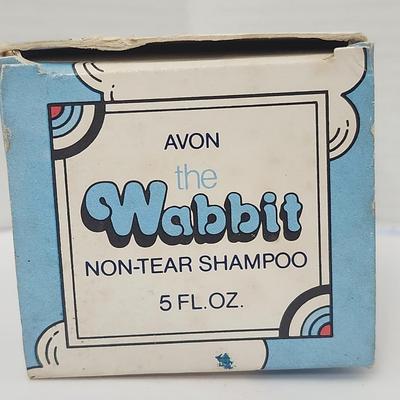 AVON
the
Wabbit
NON-TEAR SHAMPOO
5 FL.OZ.